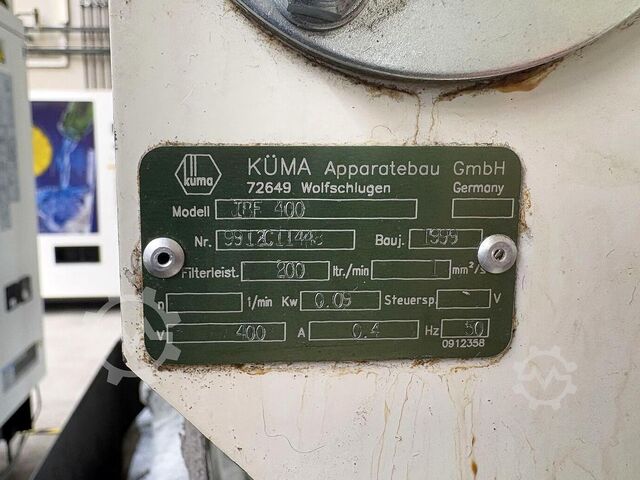 küma
KÜMA Apparatebau GmbH
72649 Wolfschlugen Germany
Modell 400
Nr. Bauj. 1999
Filterleist. 200 ltr./min 1 mm²/s
n t/min Kw 0.05 Steuersp. V
V 400 A 0.4 Hz 50
0912358